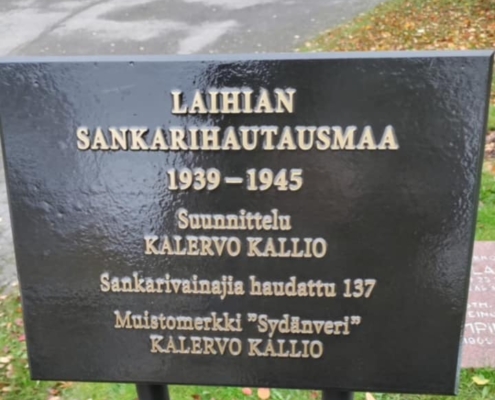 LAIHIAN
SANKARIHAUTAUSMAA
1939 – 1945
Suunnittelu
KALERVO KALLIO
Sankarivainajia haudattu 137
Muistomerkki ”Sydänveri”
KALERVO KALLIO